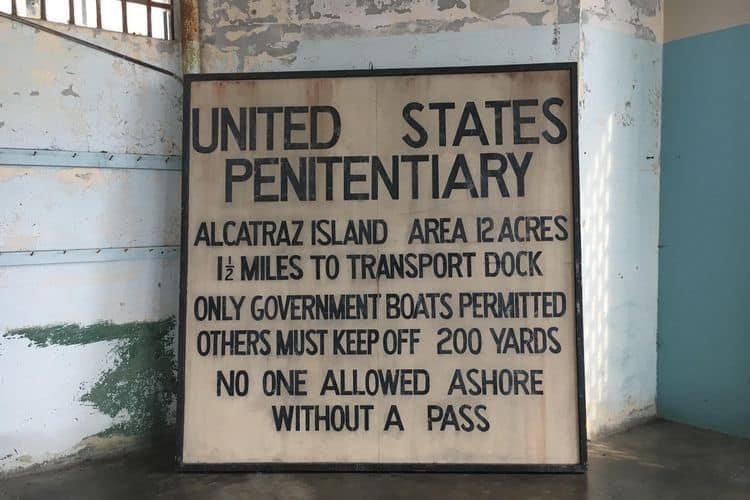 UNITED STATES
PENITENTIARY
ALCATRAZ ISLAND AREA 12 ACRES
1½ MILES TO TRANSPORT DOCK
ONLY GOVERNMENT BOATS PERMITTED
OTHERS MUST KEEP OFF 200 YARDS
NO ONE ALLOWED ASHORE
WITHOUT A PASS